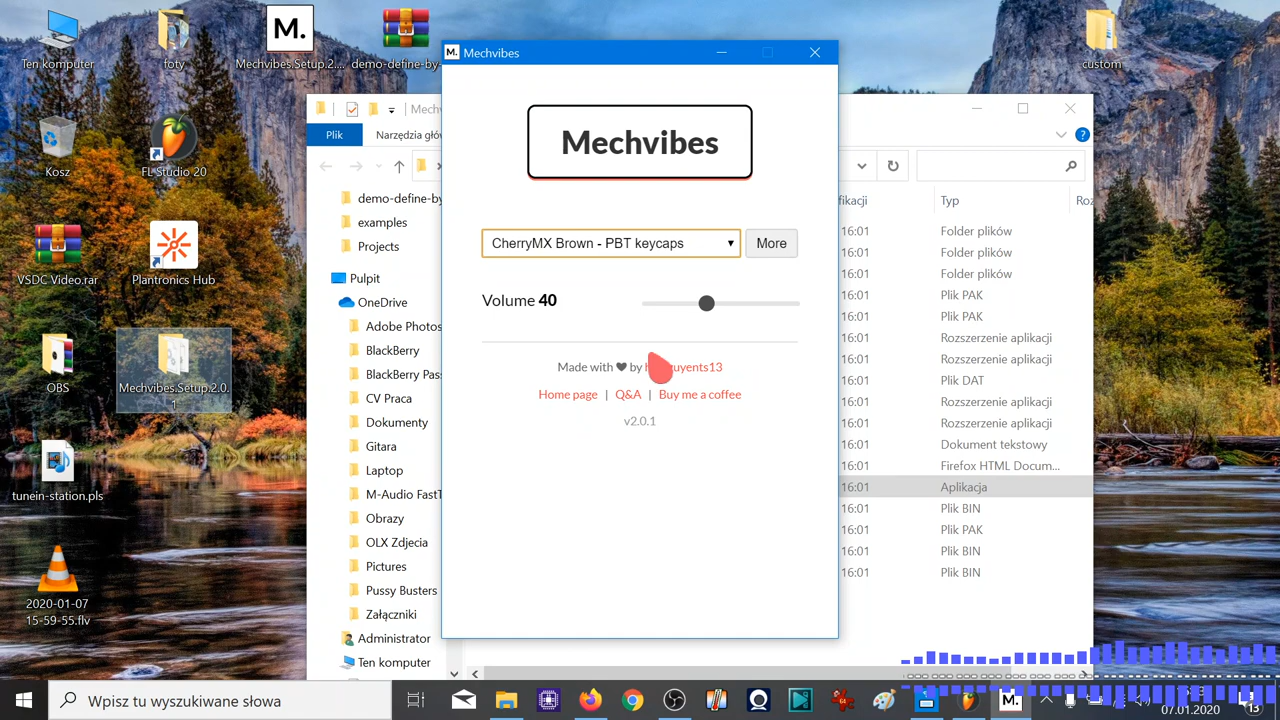 Ten komputer
foty
Mechvibes.Setup.2....
demo-define-by-
custom
Kosz
FL Studio 20
VSDC Video.rar
Plantronics Hub
OBS
Mechvibes.Setup.2.0.
1
tunein-station.pls
2020-01-07
15-59-55.flv
M. Mechvibes
Mechvibes
CherryMX Brown - PBT keycaps
More
Volume 40
Made with ♥ by h uyents13
Home page | Q&A | Buy me a coffee
v2.0.1
Mechv
Plik
Narzędzia głów
demo-define-by
examples
Projects
Pulpit
OneDrive
Adobe Photos
BlackBerry
BlackBerry Pas
CV Praca
Dokumenty
Gitara
Laptop
M-Audio FastT
Obrazy
OLX Zdjecia
Pictures
Pussy Busters
Załączniki
Administrator
Ten komputer
fikacji
Typ
Roz
16:01 Folder plików
16:01 Folder plików
16:01 Folder plików
16:01 Plik PAK
16:01 Plik PAK
16:01 Rozszerzenie aplikacji
16:01 Rozszerzenie aplikacji
16:01 Plik DAT
16:01 Rozszerzenie aplikacji
16:01 Rozszerzenie aplikacji
16:01 Dokument tekstowy
16:01 Firefox HTML Docum...
16:01 Aplikacja
16:01 Plik BIN
16:01 Plik PAK
16:01 Plik BIN
16:01 Plik BIN
Wpisz tu wyszukiwane słowa
M.
07.01.2020
13